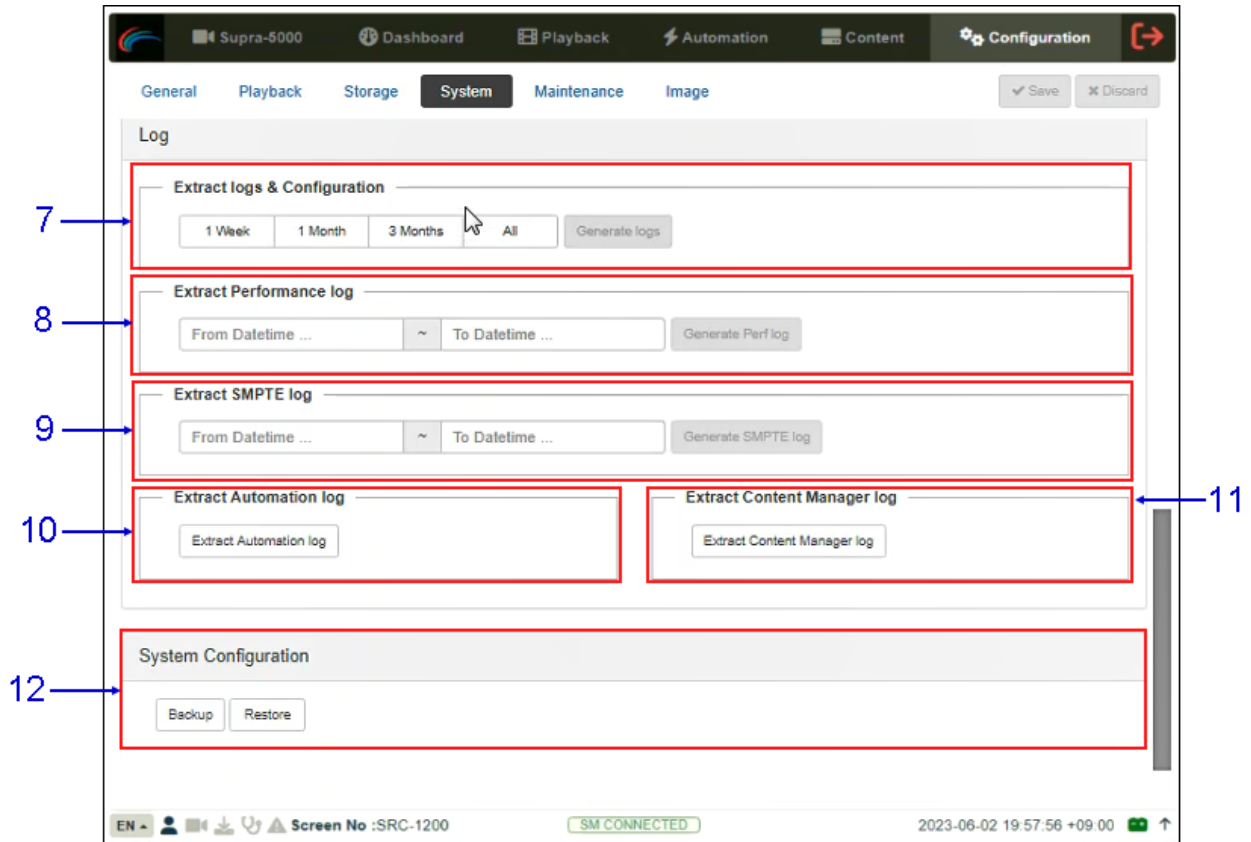 Supra-5000 Dashboard Playback Automation Content Configuration
General Playback Storage System Maintenance Image Save Discard
Log
7
Extract logs & Configuration
1 Week 1 Month 3 Months All Generate logs
8
Extract Performance log
From Datetime ... ~ To Datetime ... Generate Perf log
9
Extract SMPTE log
From Datetime ... ~ To Datetime ... Generate SMPTE log
10
Extract Automation log
Extract Automation log
11
Extract Content Manager log
Extract Content Manager log
12
System Configuration
Backup Restore
EN Screen No :SRC-1200 SM CONNECTED 2023-06-02 19:57:56 +09:00